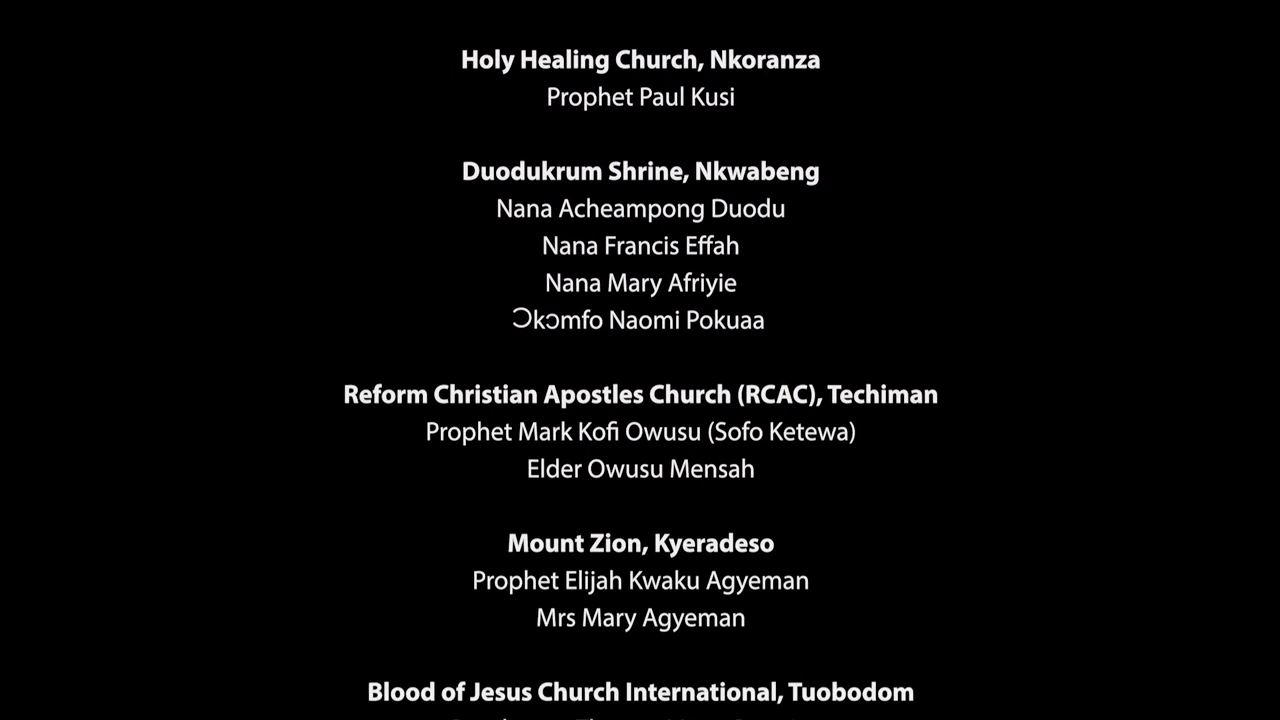 Holy Healing Church, Nkoranza
Prophet Paul Kusi
Duodukrum Shrine, Nkwabeng
Nana Acheampong Duodu
Nana Francis Effah
Nana Mary Afriyie
Ɔkɔmfo Naomi Pokuaa
Reform Christian Apostles Church (RCAC), Techiman
Prophet Mark Kofi Owusu (Sofo Ketewa)
Elder Owusu Mensah
Mount Zion, Kyeradeso
Prophet Elijah Kwaku Agyeman
Mrs Mary Agyeman
Blood of Jesus Church International, Tuobodom